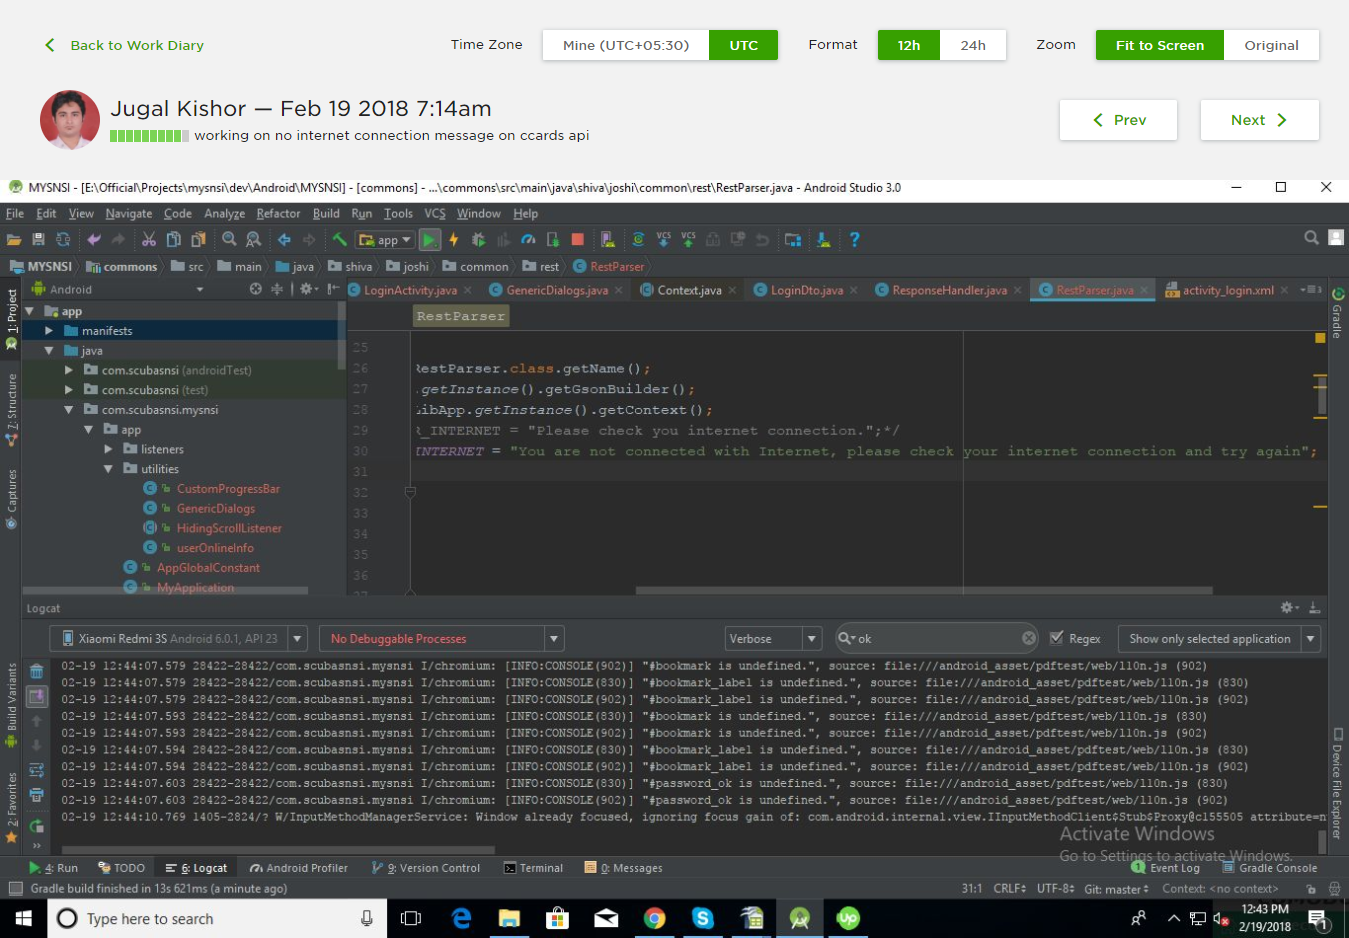 Back to Work Diary
Time Zone Mine (UTC+05:30) UTC Format 12h 24h Zoom Fit to Screen Original
Jugal Kishor — Feb 19 2018 7:14am
working on no internet connection message on ccards api
Prev Next
MYSNSI - [E:\Official\Projects\mysnsi\dev\Android\MYSNSI] - [commons] - ...\commons\src\main\java\shiva\joshi\common\rest\RestParser.java - Android Studio 3.0
File Edit View Navigate Code Analyze Refactor Build Run Tools VCS Window Help
app VCS VCS ?
MYSNSI commons src main java shiva joshi common rest RestParser
Android LoginActivity.java GenericDialogs.java Context.java LoginDto.java ResponseHandler.java RestParser.java activity_login.xml
1: Project
Z: Structure
Captures
Build Variants
2: Favorites
Gradle
Device File Explorer
app
manifests
java
com.scubasnsi (androidTest)
com.scubasnsi (test)
com.scubasnsi.mysnsi
app
listeners
utilities
CustomProgressBar
GenericDialogs
HidingScrollListener
userOnlineInfo
AppGlobalConstant
MyApplication
RestParser
25
26 RestParser.class.getName();
27 .getInstance().getGsonBuilder();
28 LibApp.getInstance().getContext();
29 R_INTERNET = "Please check you internet connection.";*/
30 INTERNET = "You are not connected with Internet, please check your internet connection and try again";
31
32
33
34
35
36
37
Logcat
Xiaomi Redmi 3S Android 6.0.1, API 23 No Debuggable Processes Verbose ok Regex Show only selected application
02-19 12:44:07.579 28422-28422/com.scubasnsi.mysnsi I/chromium: [INFO:CONSOLE(902)] "#bookmark is undefined.", source: file:///android_asset/pdftest/web/l10n.js (902)
02-19 12:44:07.579 28422-28422/com.scubasnsi.mysnsi I/chromium: [INFO:CONSOLE(830)] "#bookmark_label is undefined.", source: file:///android_asset/pdftest/web/l10n.js (830)
02-19 12:44:07.579 28422-28422/com.scubasnsi.mysnsi I/chromium: [INFO:CONSOLE(902)] "#bookmark_label is undefined.", source: file:///android_asset/pdftest/web/l10n.js (902)
02-19 12:44:07.593 28422-28422/com.scubasnsi.mysnsi I/chromium: [INFO:CONSOLE(830)] "#bookmark is undefined.", source: file:///android_asset/pdftest/web/l10n.js (830)
02-19 12:44:07.593 28422-28422/com.scubasnsi.mysnsi I/chromium: [INFO:CONSOLE(902)] "#bookmark is undefined.", source: file:///android_asset/pdftest/web/l10n.js (902)
02-19 12:44:07.594 28422-28422/com.scubasnsi.mysnsi I/chromium: [INFO:CONSOLE(830)] "#bookmark_label is undefined.", source: file:///android_asset/pdftest/web/l10n.js (830)
02-19 12:44:07.594 28422-28422/com.scubasnsi.mysnsi I/chromium: [INFO:CONSOLE(902)] "#bookmark_label is undefined.", source: file:///android_asset/pdftest/web/l10n.js (902)
02-19 12:44:07.603 28422-28422/com.scubasnsi.mysnsi I/chromium: [INFO:CONSOLE(830)] "#password_ok is undefined.", source: file:///android_asset/pdftest/web/l10n.js (830)
02-19 12:44:07.603 28422-28422/com.scubasnsi.mysnsi I/chromium: [INFO:CONSOLE(902)] "#password_ok is undefined.", source: file:///android_asset/pdftest/web/l10n.js (902)
02-19 12:44:10.769 1405-2824/? W/InputMethodManagerService: Window already focused, ignoring focus gain of: com.android.internal.view.IInputMethodClient$Stub$Proxy@c155505 attribute=n
Activate Windows
Go to Settings to activate Windows.
4: Run TODO 6: Logcat Android Profiler 9: Version Control Terminal 0: Messages 1 Event Log Gradle Console
Gradle build finished in 13s 621ms (a minute ago) 31:1 CRLF UTF-8 Git: master Context: <no context>
Type here to search
12:43 PM
2/19/2018
1